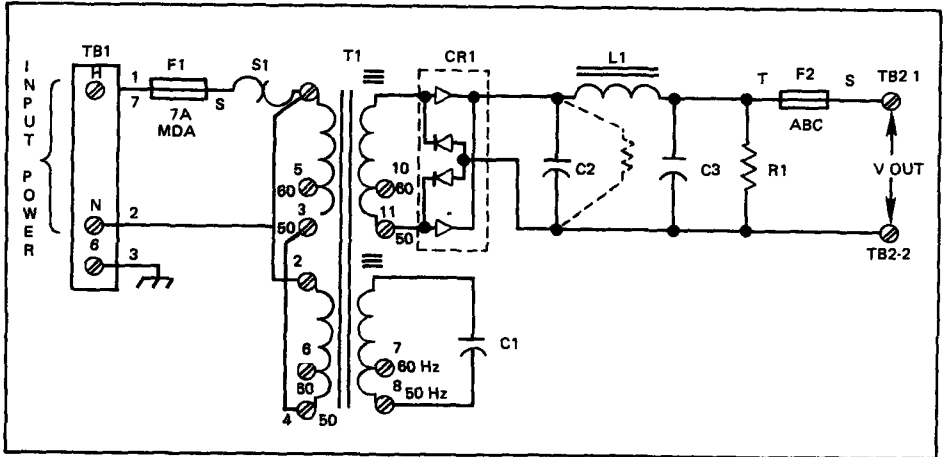 INPUT POWER
TB1
H
1
7
F1
7A
MDA
S
S1
N
2
6
3
5
60
3
50
2
6
60
4
50
T1
10
60
11
50
7
60 Hz
8
50 Hz
C1
CR1
C2
L1
C3
R1
T
F2
ABC
S
TB2 1
V OUT
TB2-2